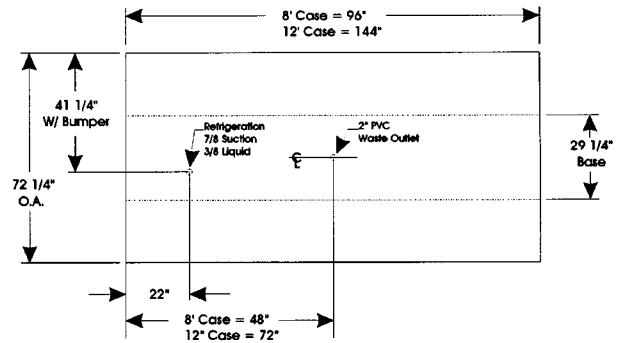 8' Case = 96"
12' Case = 144"
41 1/4"
W/ Bumper
Refrigeration
7/8 Suction
3/8 Liquid
2" PVC
Waste Outlet
℄
29 1/4"
Base
72 1/4"
O.A.
22"
8' Case = 48"
12" Case = 72"